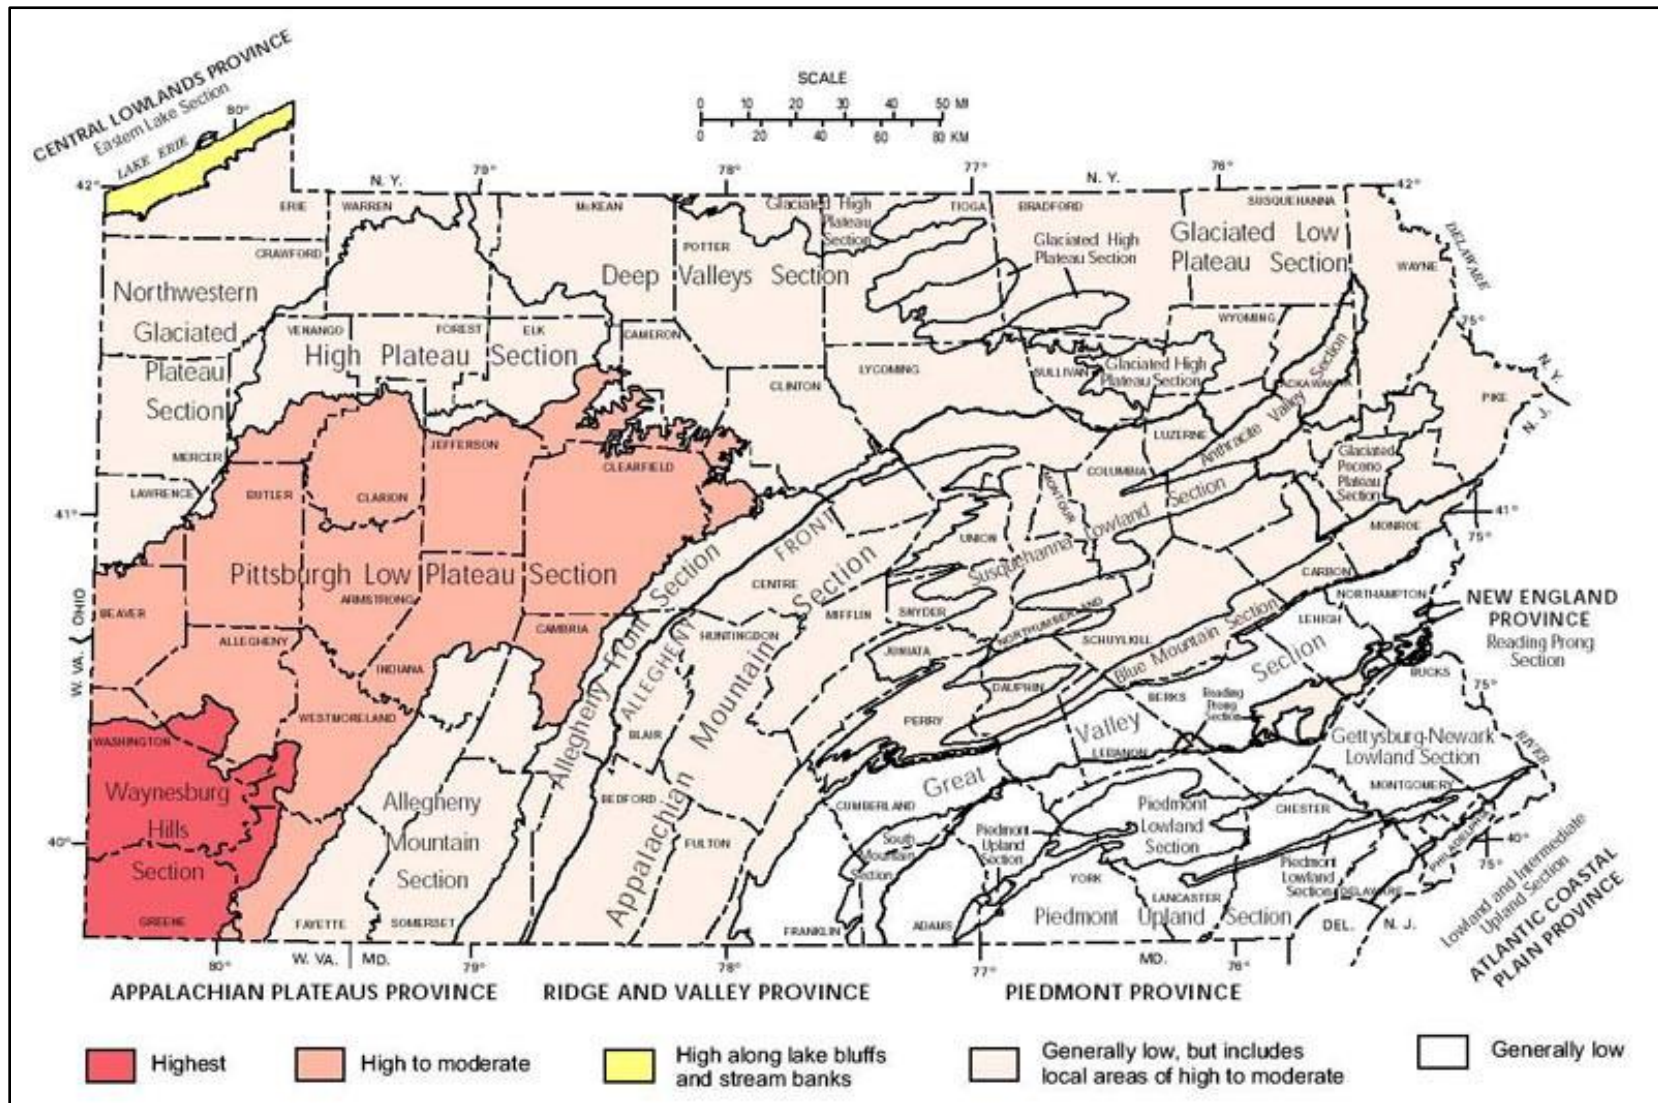 CENTRAL LOWLANDS PROVINCE
Eastern Lake Section
LAKE ERIE
80°
SCALE
0 10 20 30 40 50 MI
0 20 40 60 80 KM
42°
N. Y.
79°
78°
77°
N. Y.
76°
42°
ERIE
WARREN
McKEAN
Glaciated High
Plateau
Section
TIOGA
BRADFORD
SUSQUEHANNA
CRAWFORD
POTTER
Glaciated High
Plateau Section
Glaciated Low
Plateau Section
WAYNE
DELAWARE
Deep Valleys Section
Northwestern
Glaciated
Plateau
Section
VENANGO
FOREST
ELK
CAMERON
WYOMING
75°
High Plateau Section
LYCOMING
SULLIVAN
Glaciated High
Plateau Section
LACKAWANNA
N. Y.
N. J.
CLINTON
PIKE
MERCER
JEFFERSON
LUZERNE
Anthracite Valley Section
LAWRENCE
BUTLER
CLARION
CLEARFIELD
COLUMBIA
MONTOUR
Glaciated
Pocono
Plateau
Section
41°
41°
75°
MONROE
FRONT
UNION
Susquehanna Lowland Section
Pittsburgh Low Plateau Section
CENTRE
CARBON
OHIO
W. VA.
BEAVER
ARMSTRONG
MIFFLIN
SNYDER
NORTHAMPTON
NEW ENGLAND
PROVINCE
Reading Prong
Section
ALLEGHENY
CAMBRIA
HUNTINGDON
NORTHUMBERLAND
SCHUYLKILL
LEHIGH
INDIANA
Allegheny Front Section
ALLEGHENY
JUNIATA
Blue Mountain Section
BUCKS
75°
DAUPHIN
BERKS
Reading
Prong
Section
WESTMORELAND
PERRY
WASHINGTON
BLAIR
Great Valley Section
LEBANON
Gettysburg-Newark
Lowland Section
RIVER
Waynesburg
Hills
Section
Allegheny
Mountain
Section
BEDFORD
CUMBERLAND
Piedmont
Lowland
Section
CHESTER
MONTGOMERY
40°
FULTON
Appalachian Mountain Section
South
Mountain
Section
Piedmont
Upland
Section
PHILADELPHIA
40°
75°
YORK
LANCASTER
Piedmont
Lowland
Section
DELAWARE
GREENE
FAYETTE
SOMERSET
FRANKLIN
ADAMS
Piedmont Upland Section
DEL.
N. J.
Lowland and Intermediate
Upland Section
ATLANTIC COASTAL
PLAIN PROVINCE
80°
W. VA.
MD.
79°
78°
77°
MD.
76°
APPALACHIAN PLATEAUS PROVINCE
RIDGE AND VALLEY PROVINCE
PIEDMONT PROVINCE
Highest
High to moderate
High along lake bluffs
and stream banks
Generally low, but includes
local areas of high to moderate
Generally low